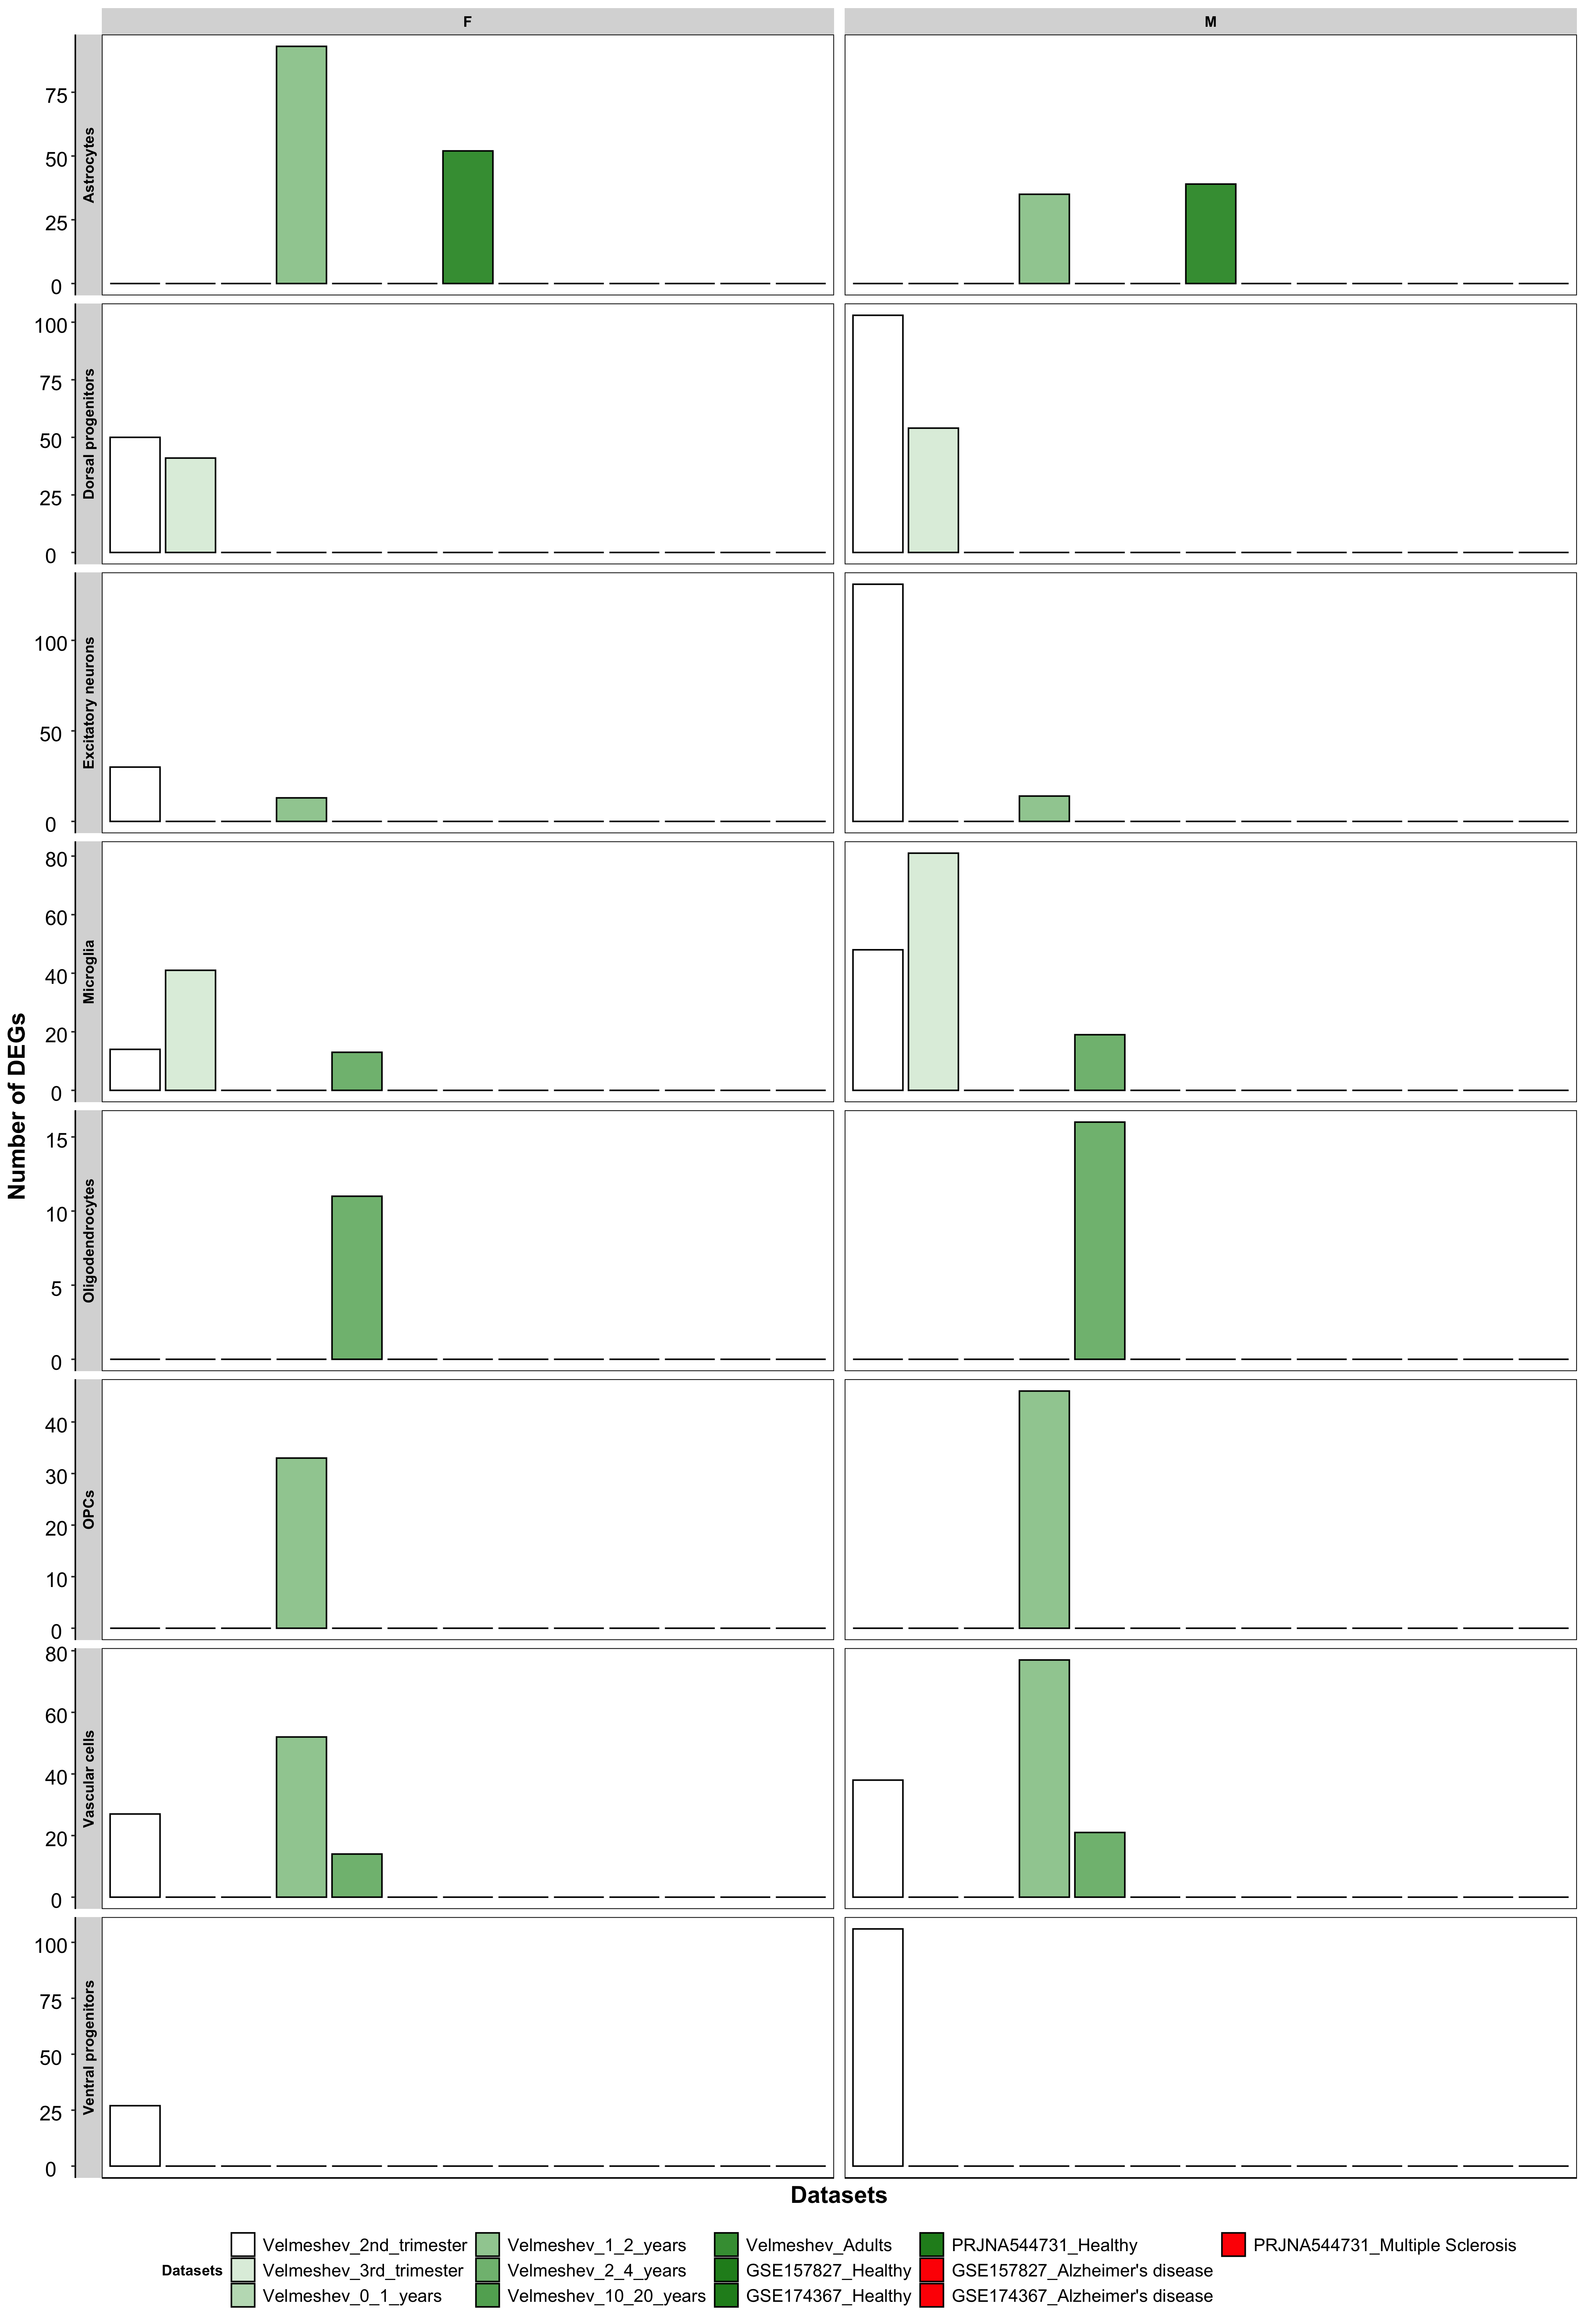 F
M
Number of DEGs
Astrocytes
75
50
25
0
Dorsal progenitors
100
75
50
25
0
Excitatory neurons
100
50
0
Microglia
80
60
40
20
0
Oligodendrocytes
15
10
5
0
OPCs
40
30
20
10
0
Vascular cells
80
60
40
20
0
Ventral progenitors
100
75
50
25
0
Datasets
Datasets
Velmeshev_2nd_trimester
Velmeshev_3rd_trimester
Velmeshev_0_1_years
Velmeshev_1_2_years
Velmeshev_2_4_years
Velmeshev_10_20_years
Velmeshev_Adults
GSE157827_Healthy
GSE174367_Healthy
PRJNA544731_Healthy
GSE157827_Alzheimer's disease
GSE174367_Alzheimer's disease
PRJNA544731_Multiple Sclerosis